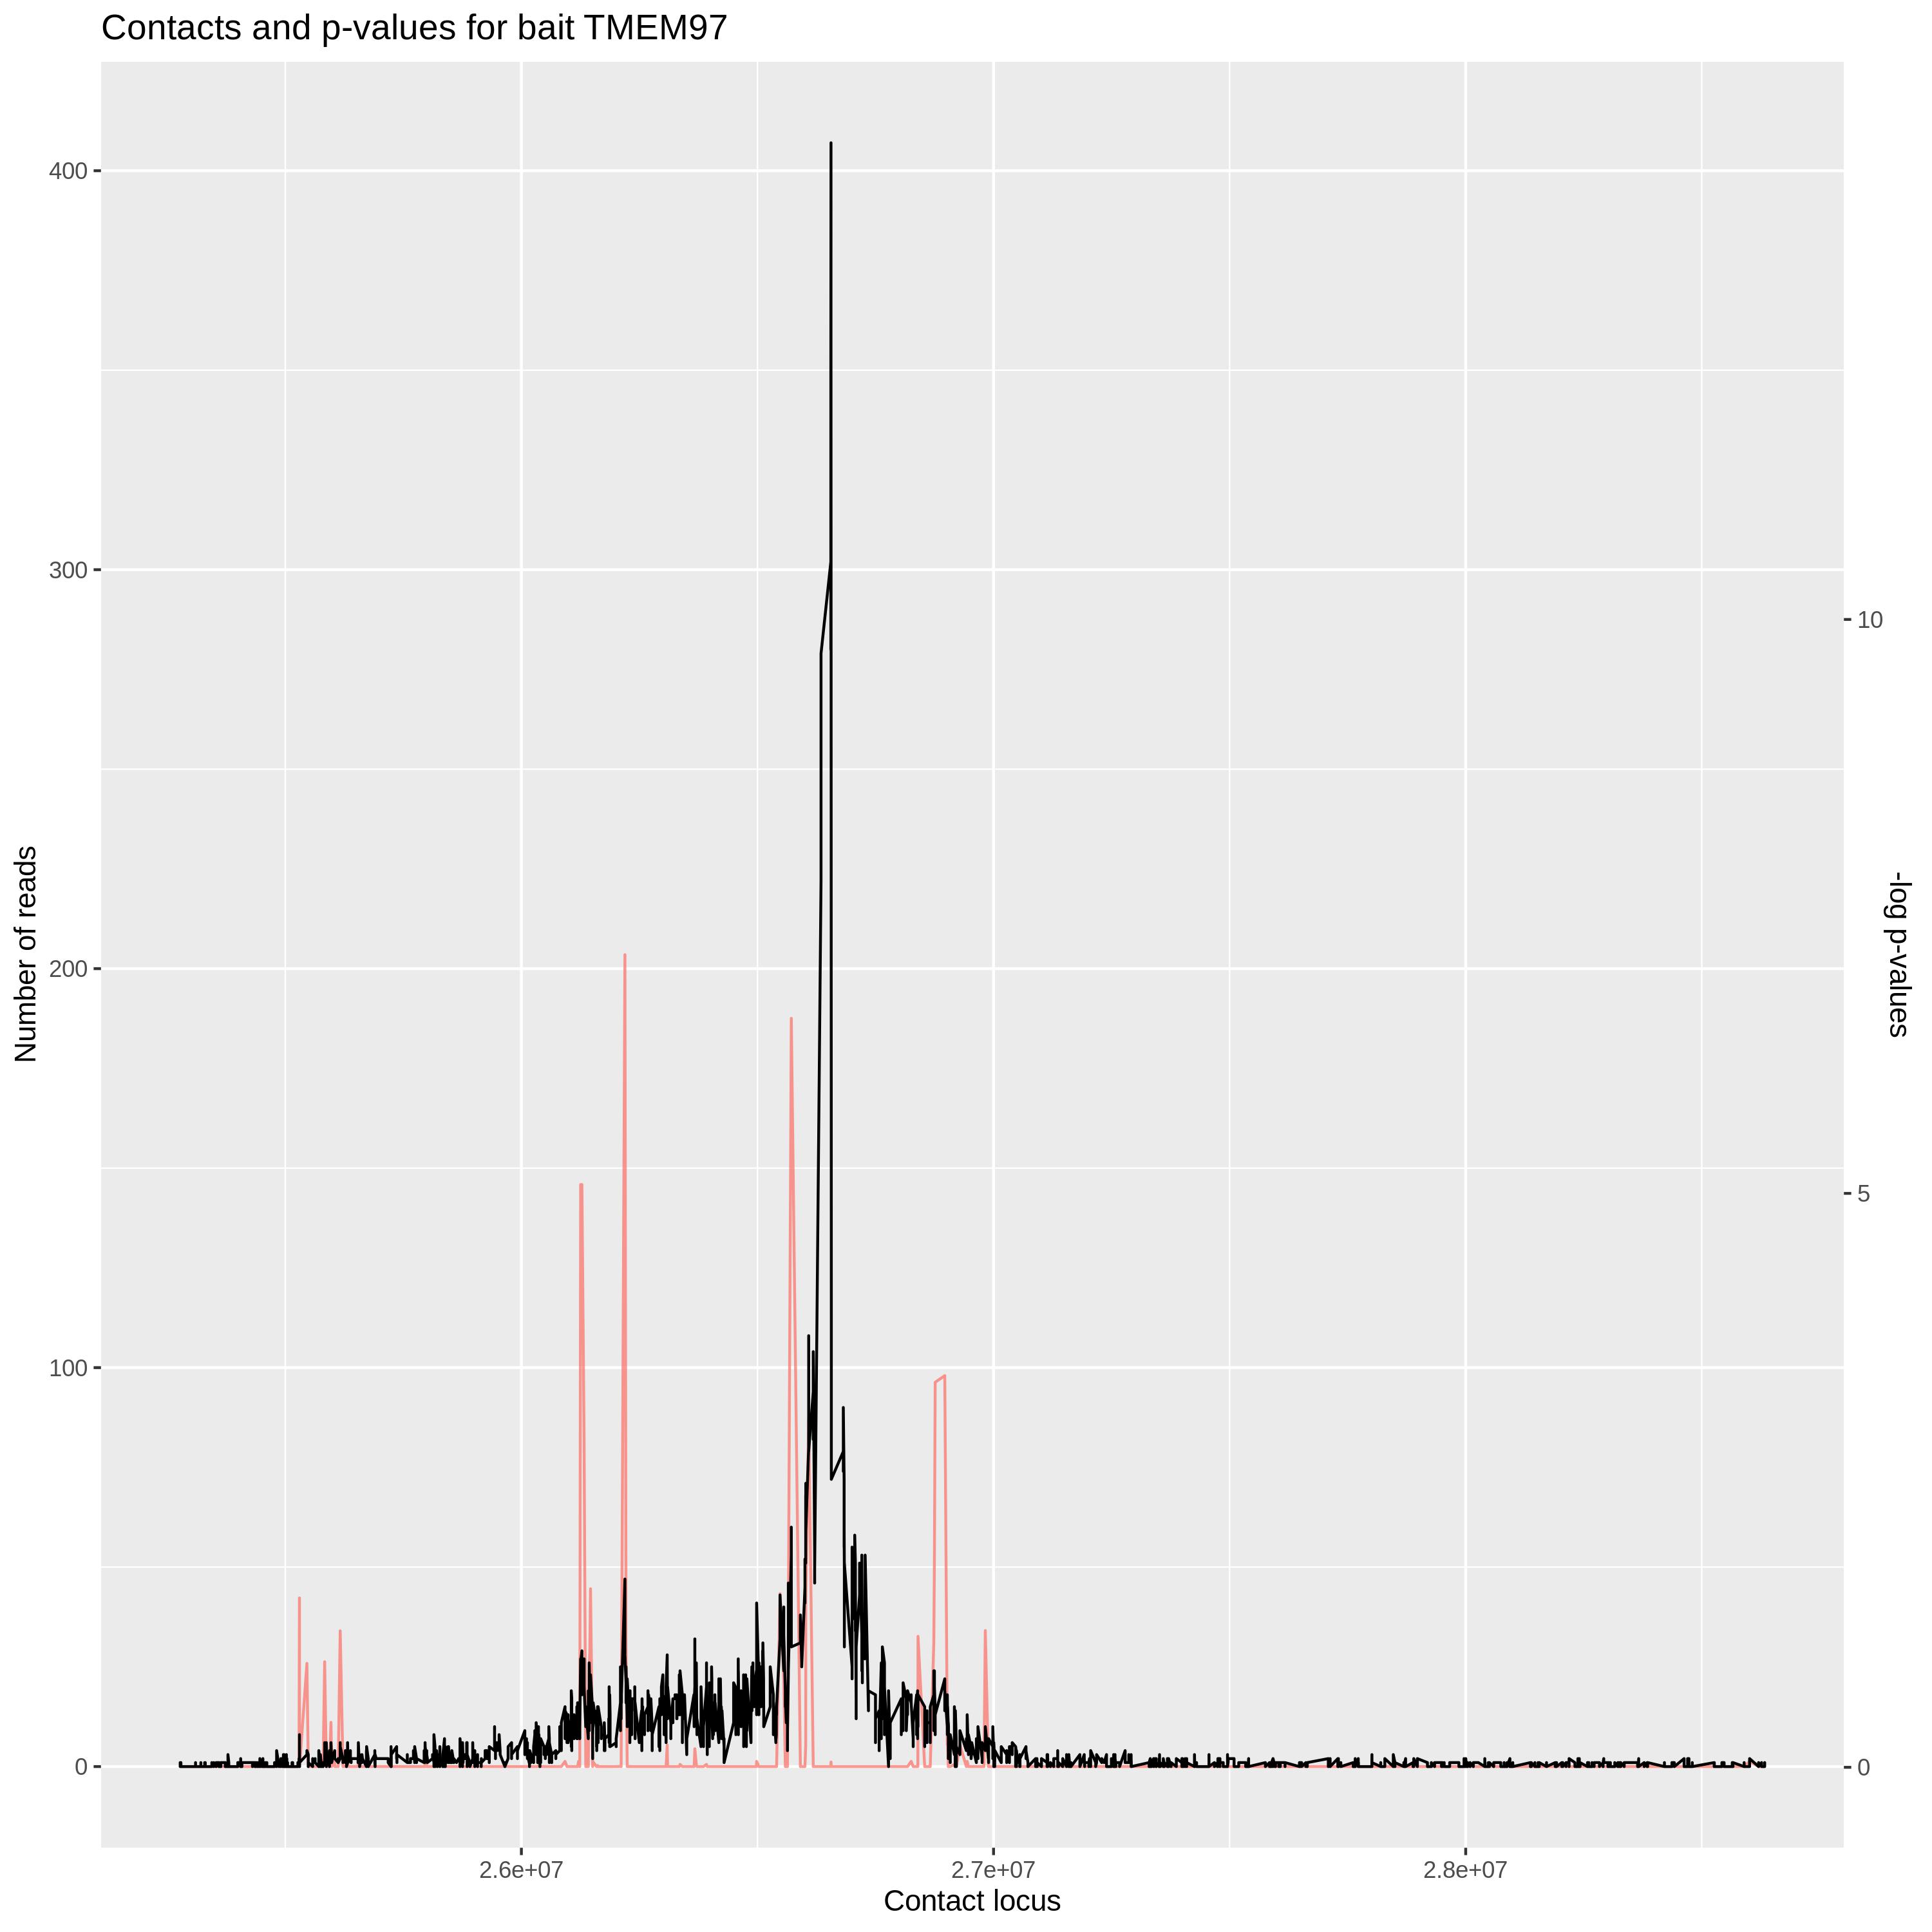 Contacts and p-values for bait TMEM97
400
300
200
100
0
Number of reads
10
5
0
-log p-values
2.6e+07
2.7e+07
2.8e+07
Contact locus